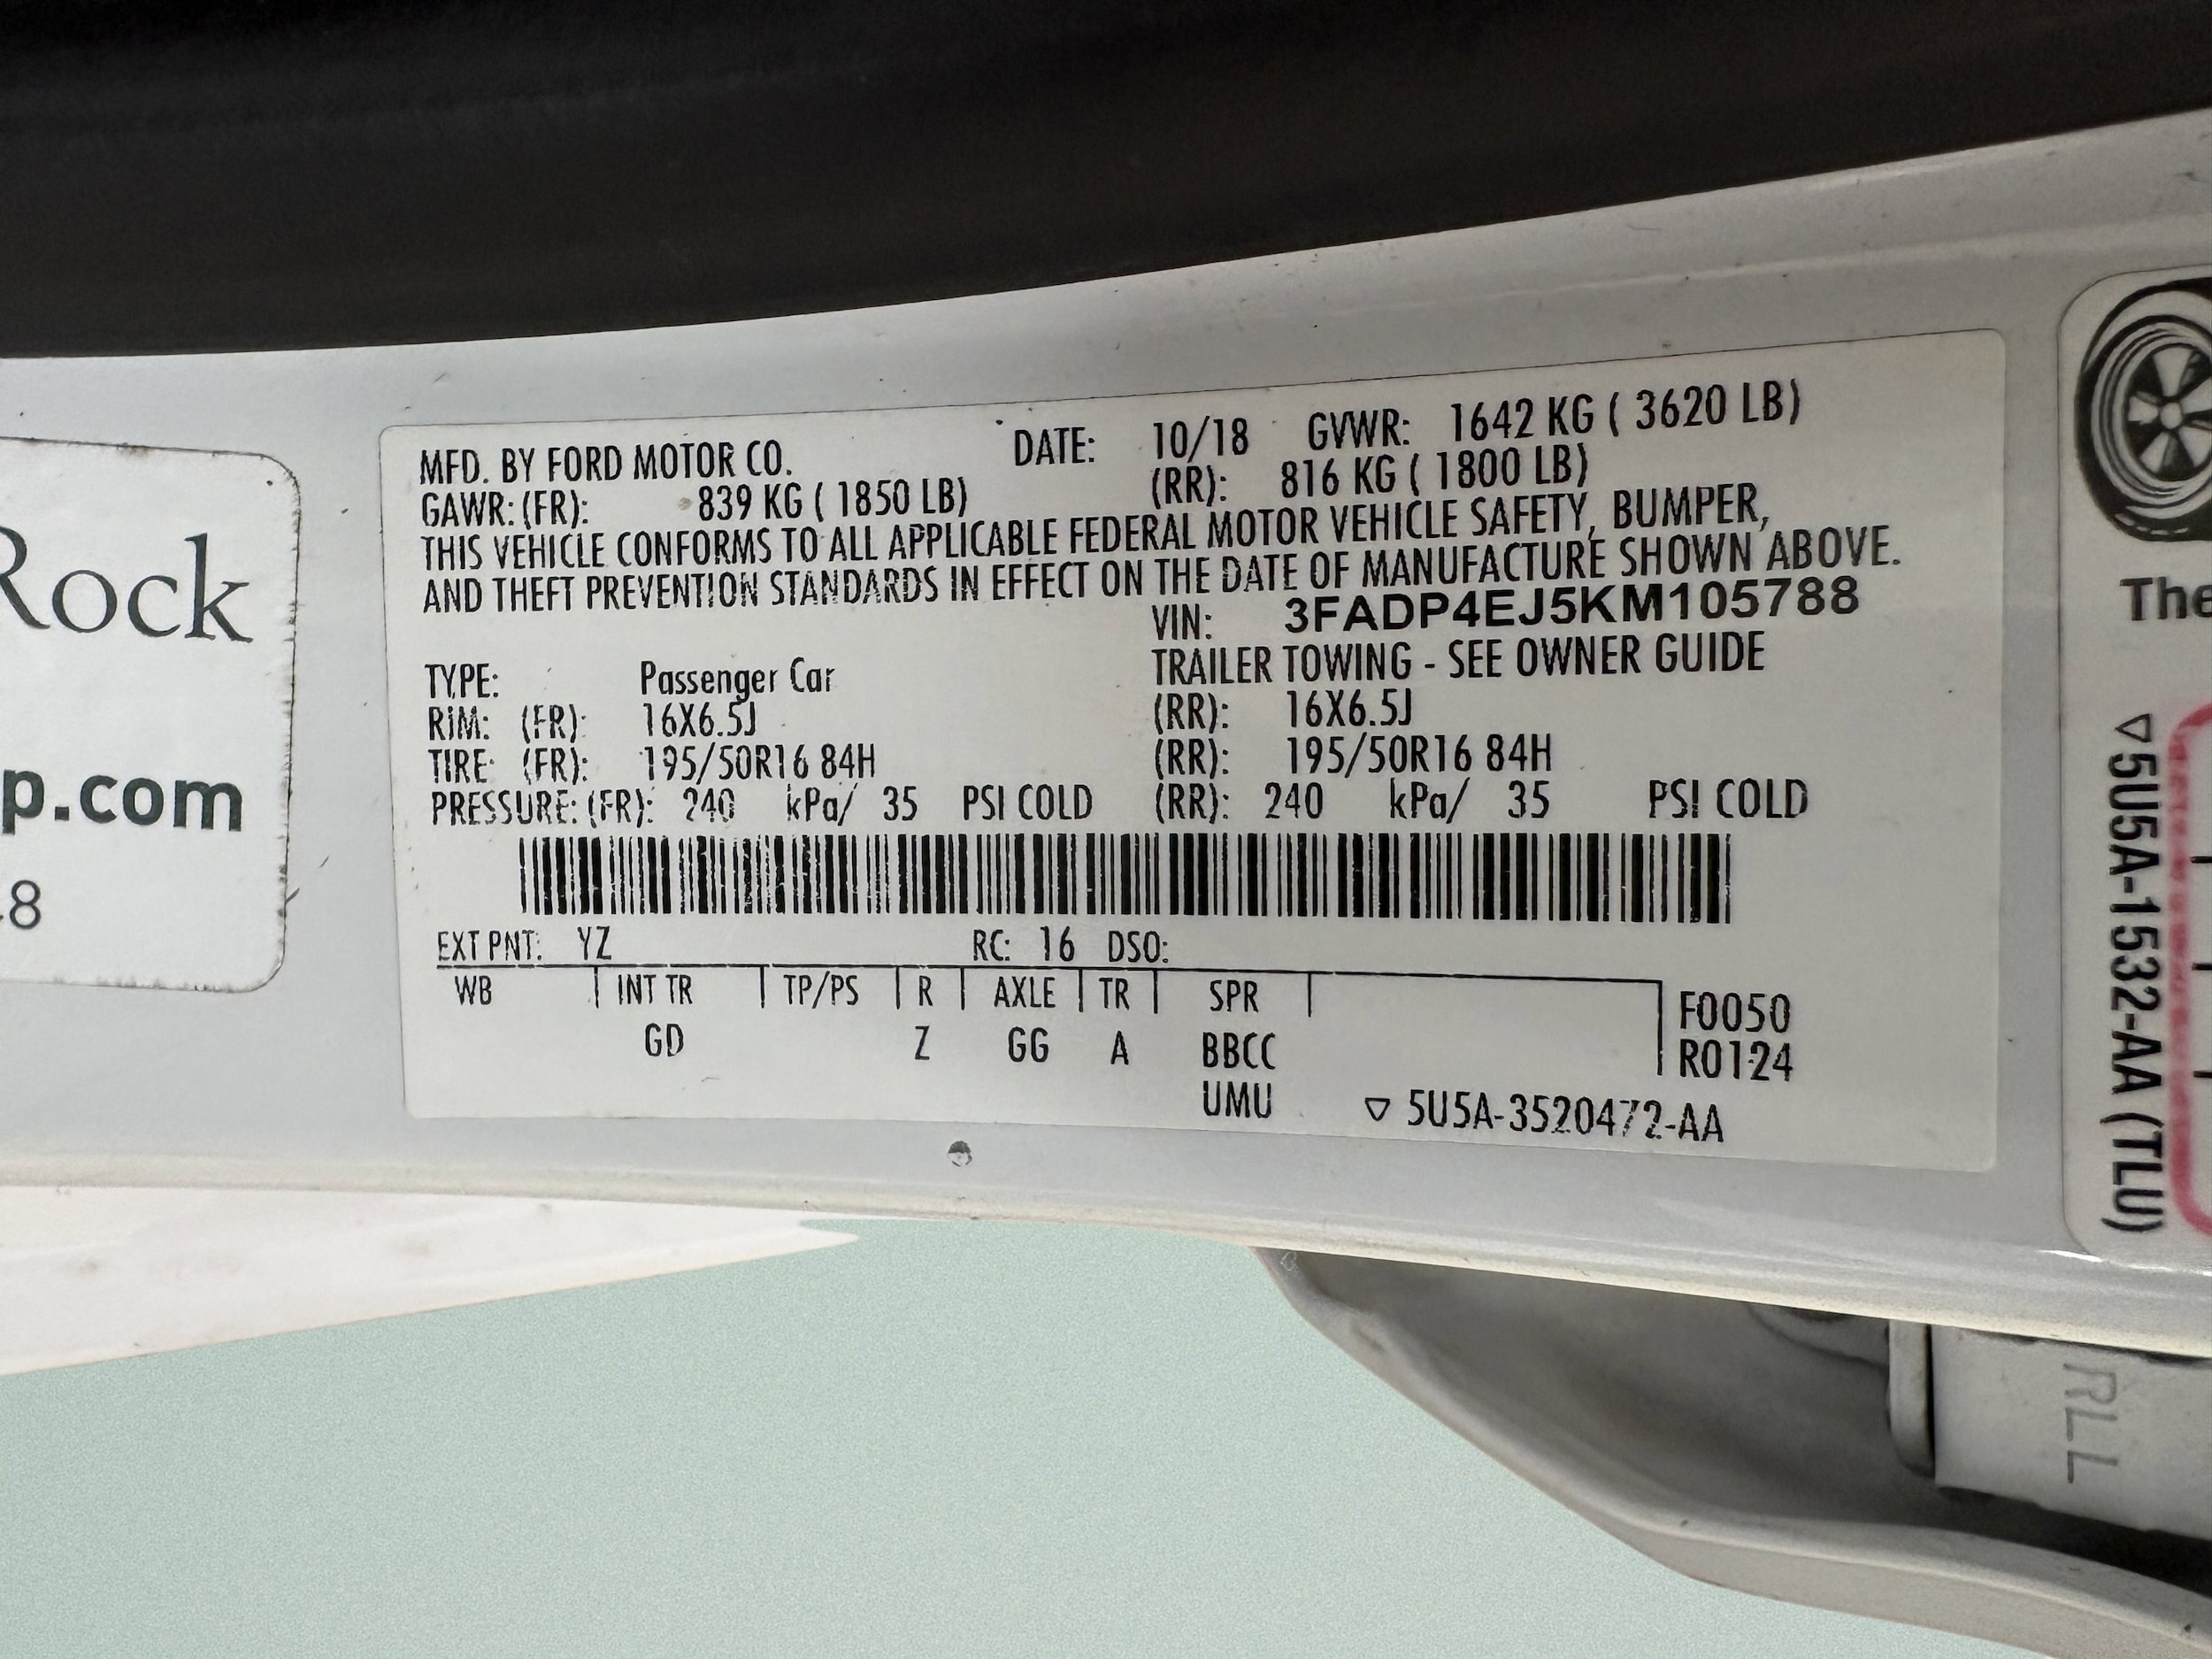 Rock
p.com
8
MFD. BY FORD MOTOR CO. DATE: 10/18 GVWR: 1642 KG ( 3620 LB)
GAWR: (FR): 839 KG ( 1850 LB) (RR): 816 KG ( 1800 LB)
THIS VEHICLE CONFORMS TO ALL APPLICABLE FEDERAL MOTOR VEHICLE SAFETY, BUMPER,
AND THEFT PREVENTION STANDARDS IN EFFECT ON THE DATE OF MANUFACTURE SHOWN ABOVE.
VIN: 3FADP4EJ5KM105788
TRAILER TOWING - SEE OWNER GUIDE
TYPE: Passenger Car
RIM: (FR): 16X6.5J (RR): 16X6.5J
TIRE: (FR): 195/50R16 84H (RR): 195/50R16 84H
PRESSURE: (FR): 240 kPa/ 35 PSI COLD (RR): 240 kPa/ 35 PSI COLD
EXT PNT: YZ RC: 16 DSO:
WB INT TR TP/PS R AXLE TR SPR F0050
GD Z GG A BBCC R0124
UMU ▽ 5U5A-3520472-AA
The
▽5U5A-1532-AA (TLU)
RLL